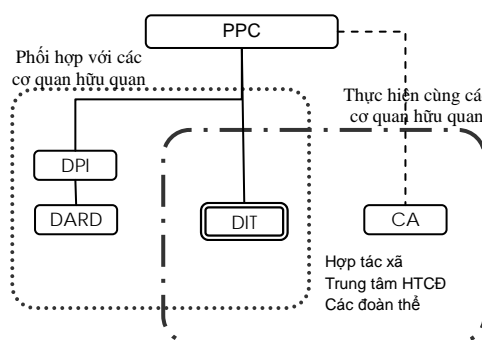 PPC
Phối hợp với các
cơ quan hữu quan
Thực hiện cùng cá
cơ quan hữu quan
DPI
DARD
DIT
CA
Hợp tác xã
Trung tâm HTCĐ
Các đoàn thể